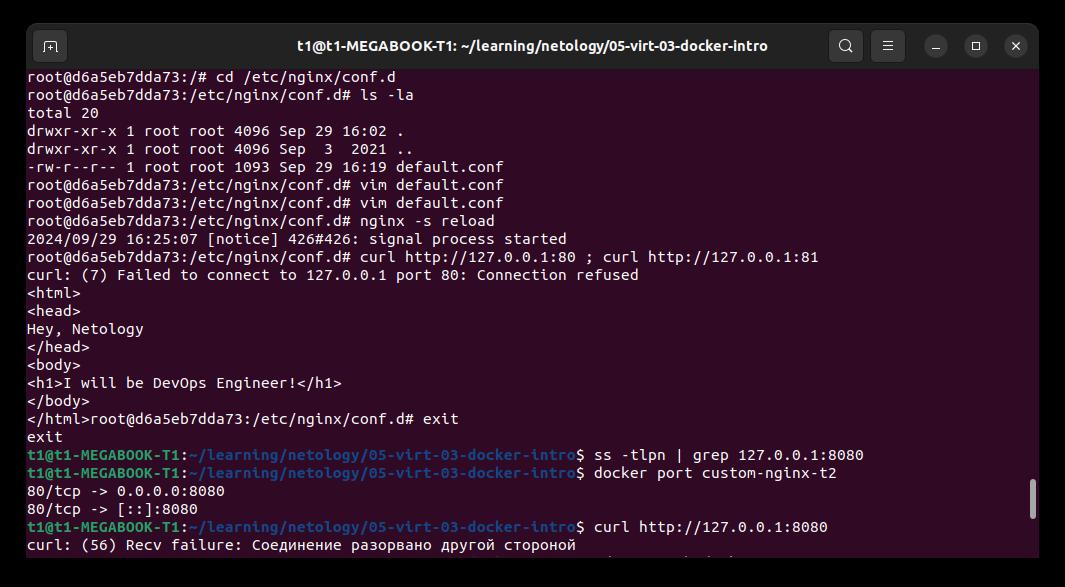 t1@t1-MEGABOOK-T1: ~/learning/netology/05-virt-03-docker-intro
root@d6a5eb7dda73:/# cd /etc/nginx/conf.d
root@d6a5eb7dda73:/etc/nginx/conf.d# ls -la
total 20
drwxr-xr-x 1 root root 4096 Sep 29 16:02 .
drwxr-xr-x 1 root root 4096 Sep  3  2021 ..
-rw-r--r-- 1 root root 1093 Sep 29 16:19 default.conf
root@d6a5eb7dda73:/etc/nginx/conf.d# vim default.conf
root@d6a5eb7dda73:/etc/nginx/conf.d# vim default.conf
root@d6a5eb7dda73:/etc/nginx/conf.d# nginx -s reload
2024/09/29 16:25:07 [notice] 426#426: signal process started
root@d6a5eb7dda73:/etc/nginx/conf.d# curl http://127.0.0.1:80 ; curl http://127.0.0.1:81
curl: (7) Failed to connect to 127.0.0.1 port 80: Connection refused
<html>
<head>
Hey, Netology
</head>
<body>
<h1>I will be DevOps Engineer!</h1>
</body>
</html>root@d6a5eb7dda73:/etc/nginx/conf.d# exit
exit
t1@t1-MEGABOOK-T1:~/learning/netology/05-virt-03-docker-intro$ ss -tlpn | grep 127.0.0.1:8080
t1@t1-MEGABOOK-T1:~/learning/netology/05-virt-03-docker-intro$ docker port custom-nginx-t2
80/tcp -> 0.0.0.0:8080
80/tcp -> [::]:8080
t1@t1-MEGABOOK-T1:~/learning/netology/05-virt-03-docker-intro$ curl http://127.0.0.1:8080
curl: (56) Recv failure: Соединение разорвано другой стороной